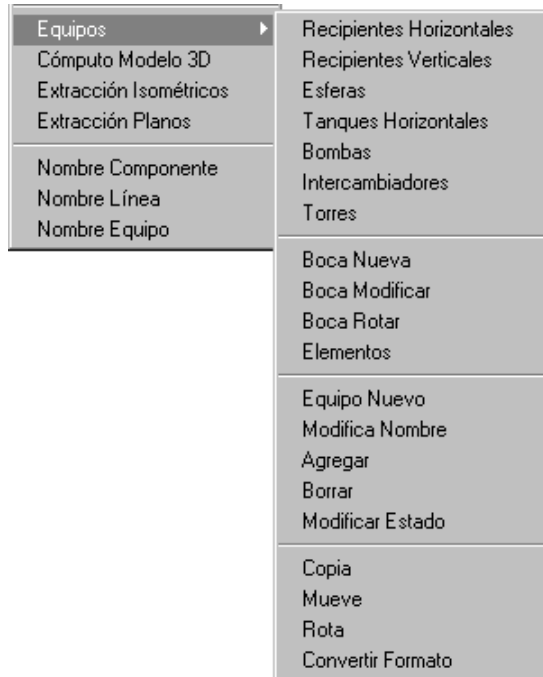 Equipos
Cómputo Modelo 3D
Extracción Isométricos
Extracción Planos
Nombre Componente
Nombre Línea
Nombre Equipo
Recipientes Horizontales
Recipientes Verticales
Esferas
Tanques Horizontales
Bombas
Intercambiadores
Torres
Boca Nueva
Boca Modificar
Boca Rotar
Elementos
Equipo Nuevo
Modifica Nombre
Agregar
Borrar
Modificar Estado
Copia
Mueve
Rota
Convertir Formato